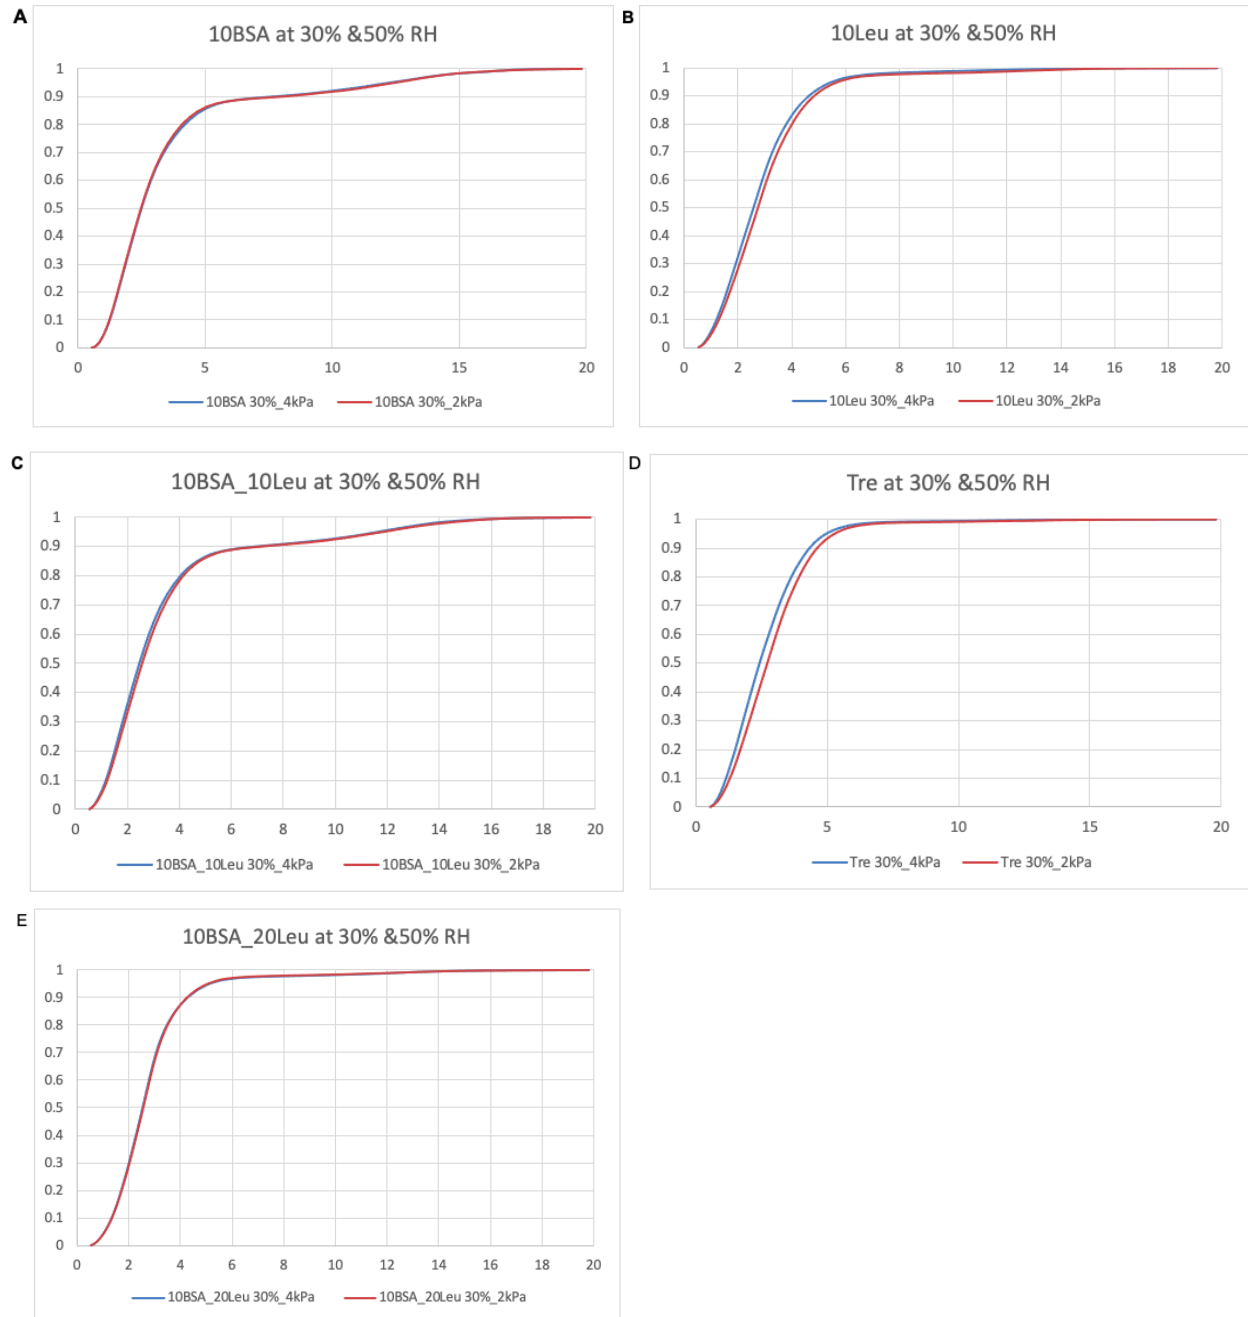 A
10BSA at 30% &50% RH
1
0.9
0.8
0.7
0.6
0.5
0.4
0.3
0.2
0.1
0
0 5 10 15 20
10BSA 30%_4kPa 10BSA 30%_2kPa
B
10Leu at 30% &50% RH
1
0.9
0.8
0.7
0.6
0.5
0.4
0.3
0.2
0.1
0
0 2 4 6 8 10 12 14 16 18 20
10Leu 30%_4kPa 10Leu 30%_2kPa
C
10BSA_10Leu at 30% &50% RH
1
0.9
0.8
0.7
0.6
0.5
0.4
0.3
0.2
0.1
0
0 2 4 6 8 10 12 14 16 18 20
10BSA_10Leu 30%_4kPa 10BSA_10Leu 30%_2kPa
D
Tre at 30% &50% RH
1
0.9
0.8
0.7
0.6
0.5
0.4
0.3
0.2
0.1
0
0 5 10 15 20
Tre 30%_4kPa Tre 30%_2kPa
E
10BSA_20Leu at 30% &50% RH
1
0.9
0.8
0.7
0.6
0.5
0.4
0.3
0.2
0.1
0
0 2 4 6 8 10 12 14 16 18 20
10BSA_20Leu 30%_4kPa 10BSA_20Leu 30%_2kPa